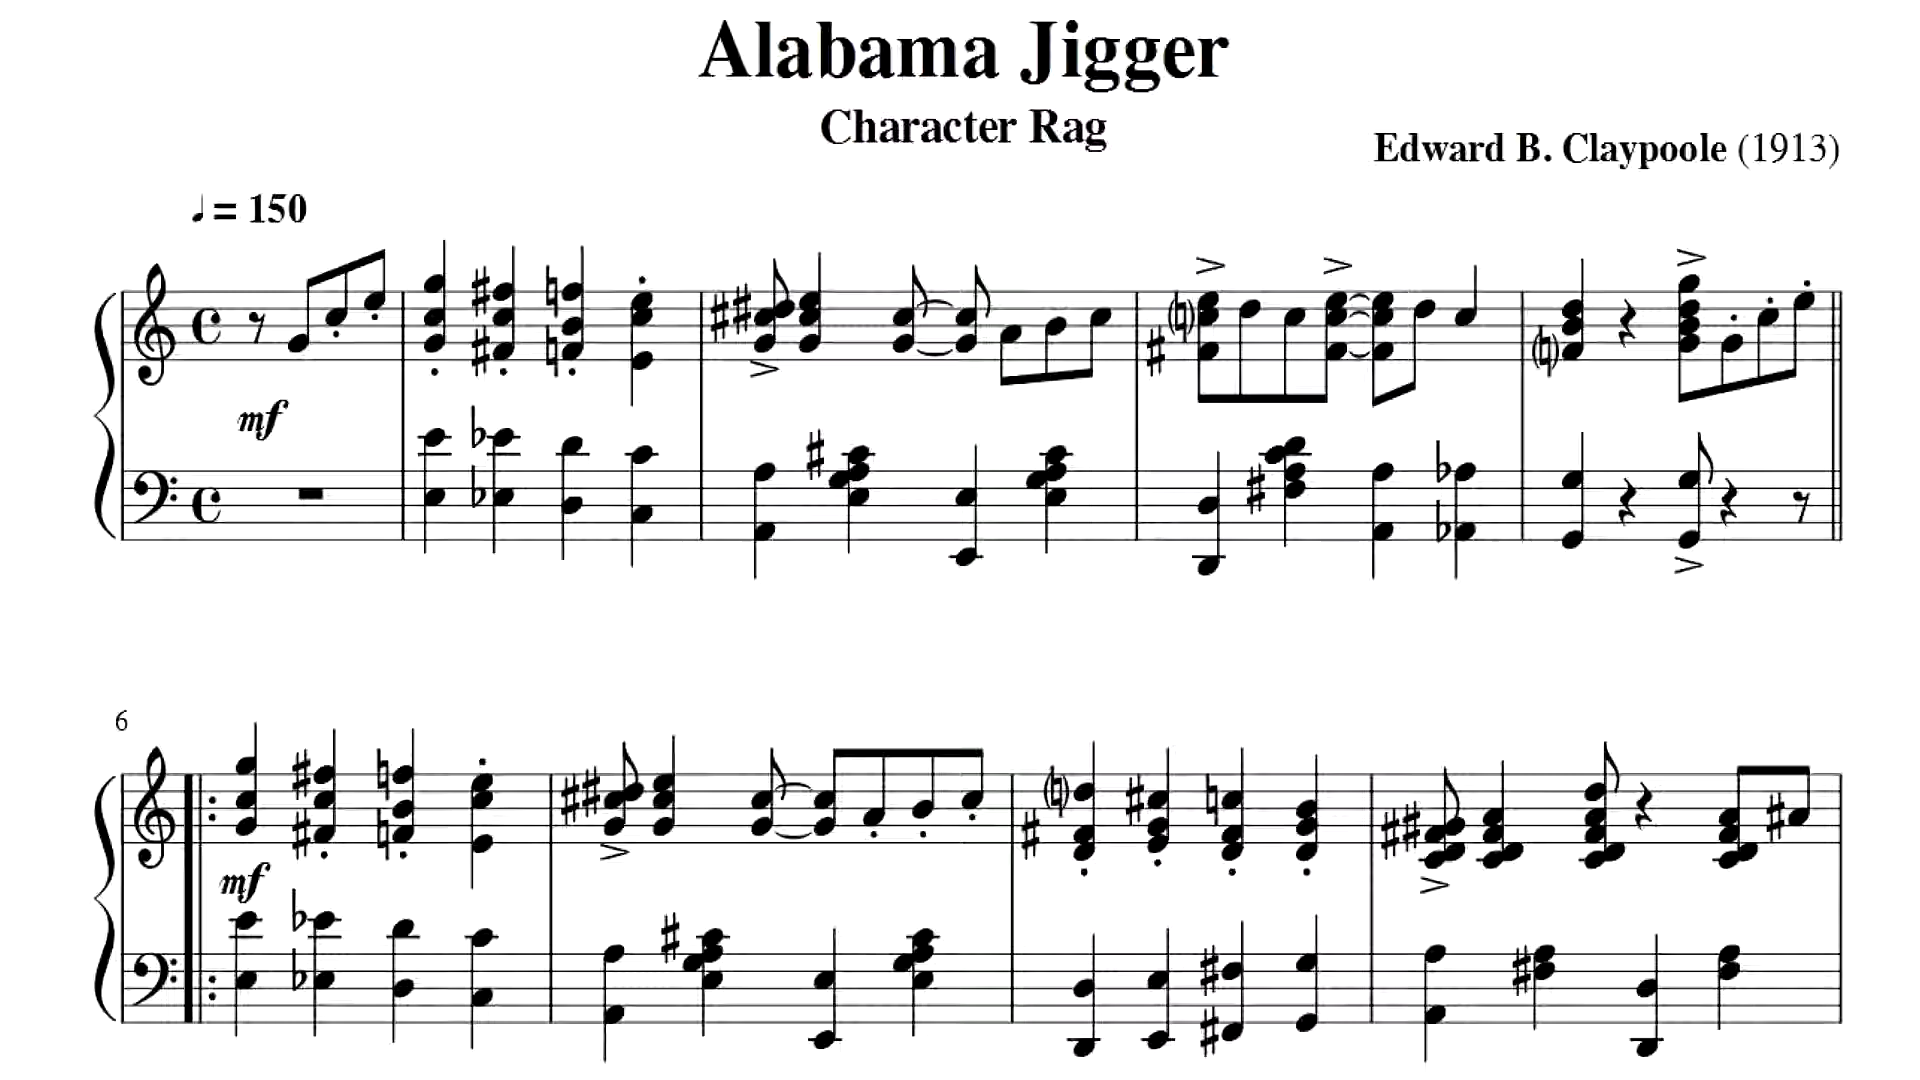 Alabama Jigger
Character Rag
Edward B. Claypoole (1913)
♩ = 150
mf
6
mf